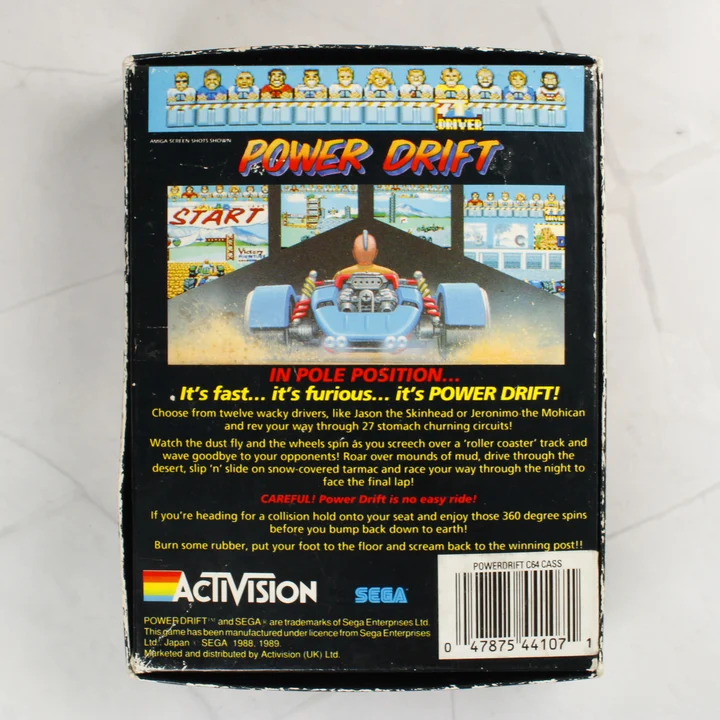 DRIVER
AMIGA SCREEN SHOTS SHOWN
POWER DRIFT
START
IN POLE POSITION...
It's fast... it's furious... it's POWER DRIFT!
Choose from twelve wacky drivers, like Jason the Skinhead or Jeronimo the Mohican
and rev your way through 27 stomach churning circuits!
Watch the dust fly and the wheels spin as you screech over a 'roller coaster' track and
wave goodbye to your opponents! Roar over mounds of mud, drive through the
desert, slip 'n' slide on snow-covered tarmac and race your way through the night to
face the final lap!
CAREFUL! Power Drift is no easy ride!
If you're heading for a collision hold onto your seat and enjoy those 360 degree spins
before you bump back down to earth!
Burn some rubber, put your foot to the floor and scream back to the winning post!!
ACTIVISION
SEGA
POWERDRIFT C64 CASS
0 47875 44107 1
POWER DRIFT™ and SEGA® are trademarks of Sega Enterprises Ltd.
This game has been manufactured under licence from Sega Enterprises
Ltd. Japan © SEGA 1988, 1989.
Marketed and distributed by Activision (UK) Ltd.